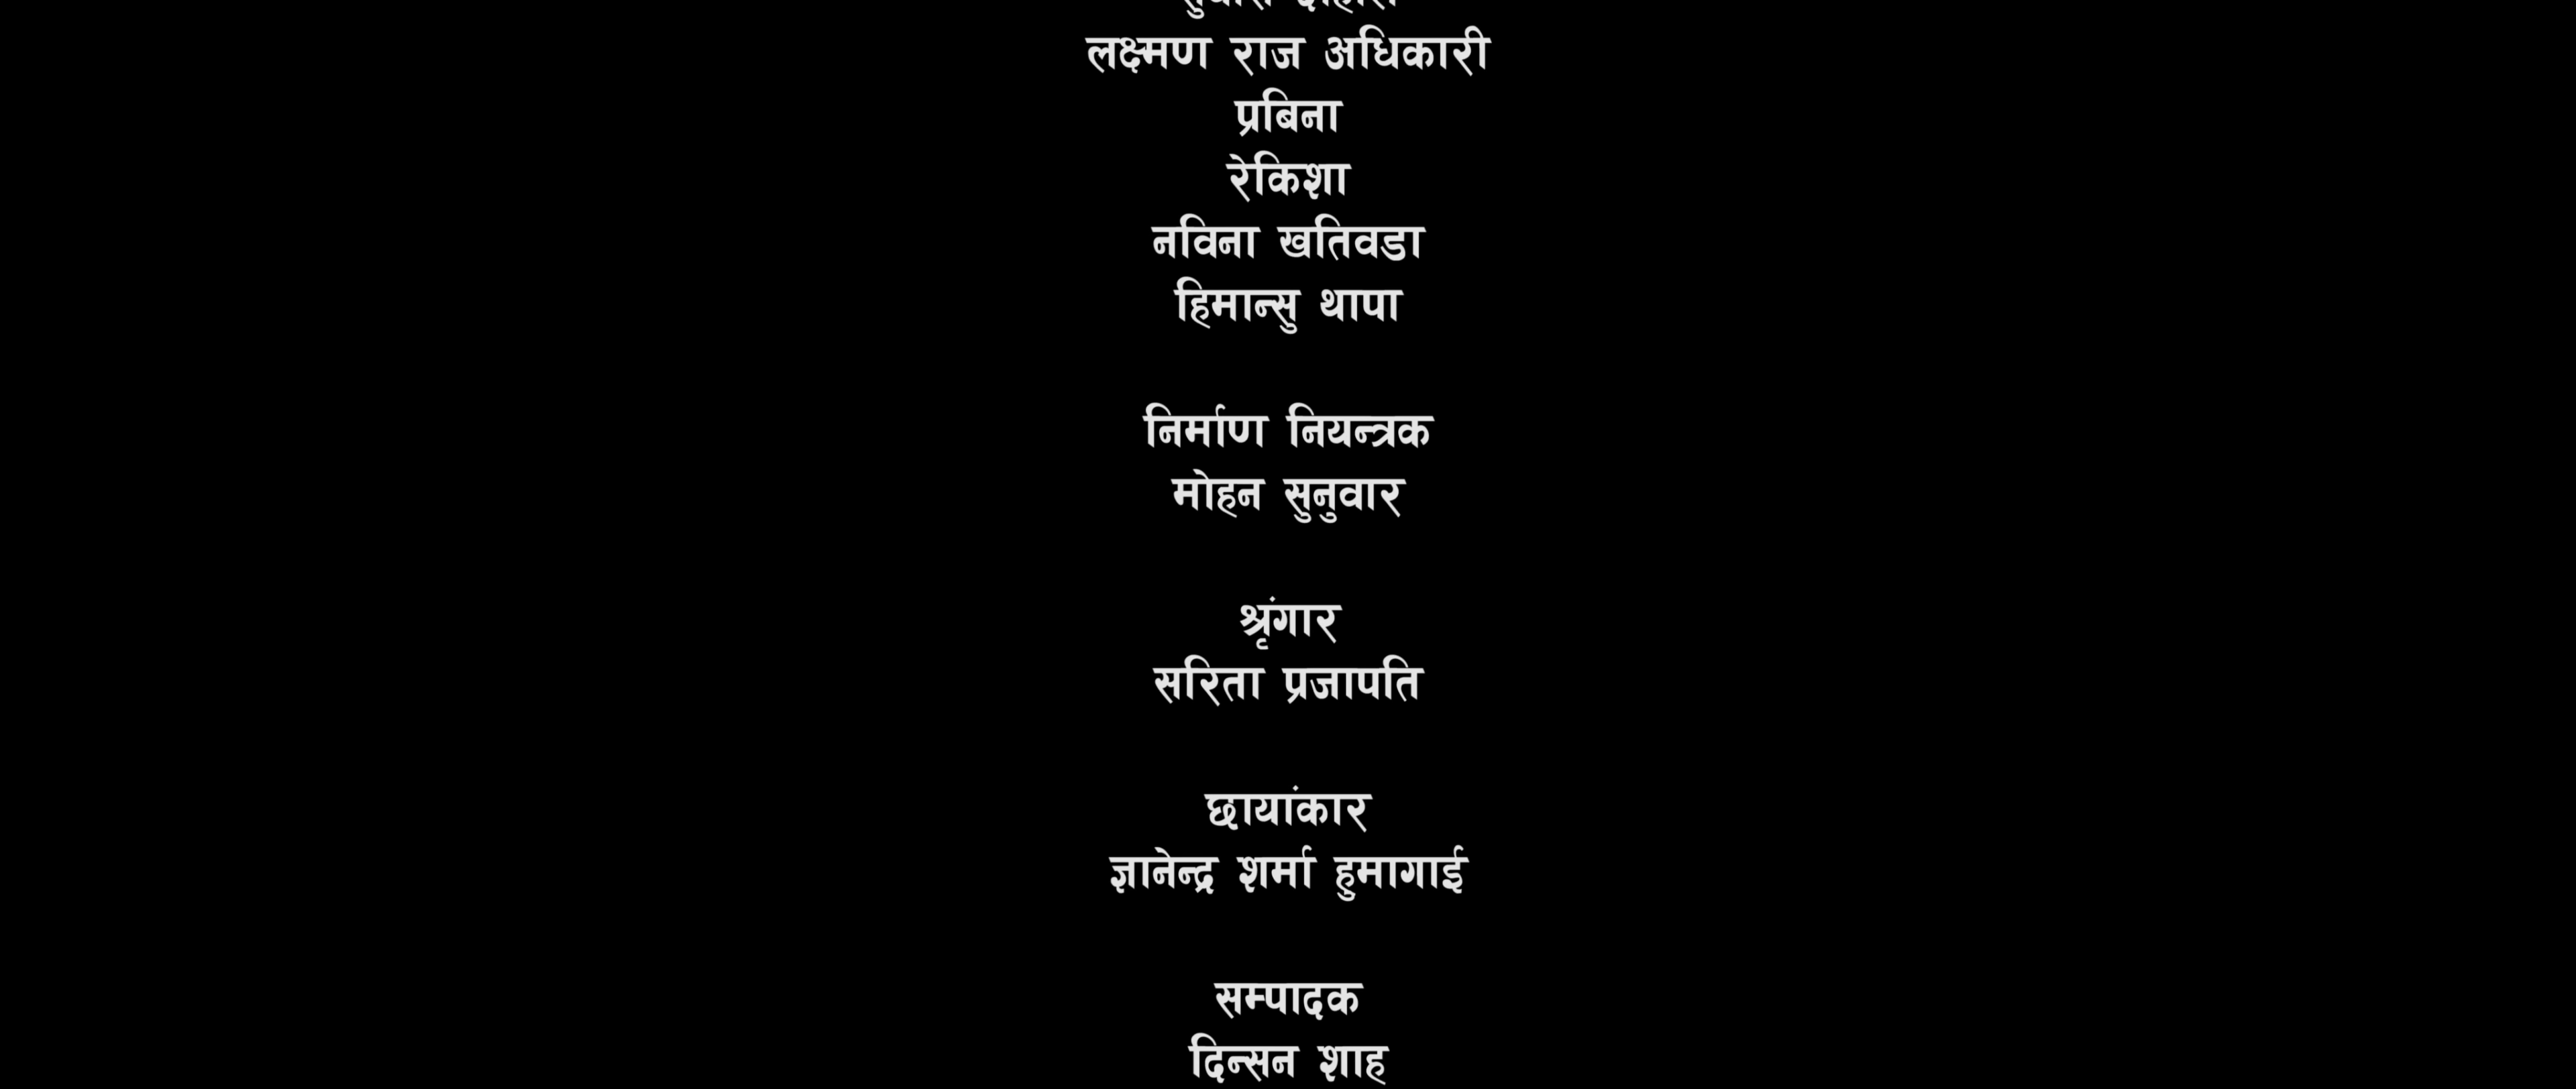 लक्ष्मण राज अधिकारी
प्रबिना
रेकिशा
नविना खतिवडा
हिमान्सु थापा
निर्माण नियन्त्रक
मोहन सुनुवार
श्रृंगार
सरिता प्रजापति
छायांकार
ज्ञानेन्द्र शर्मा हुमागाई
सम्पादक
दिन्सन शाह